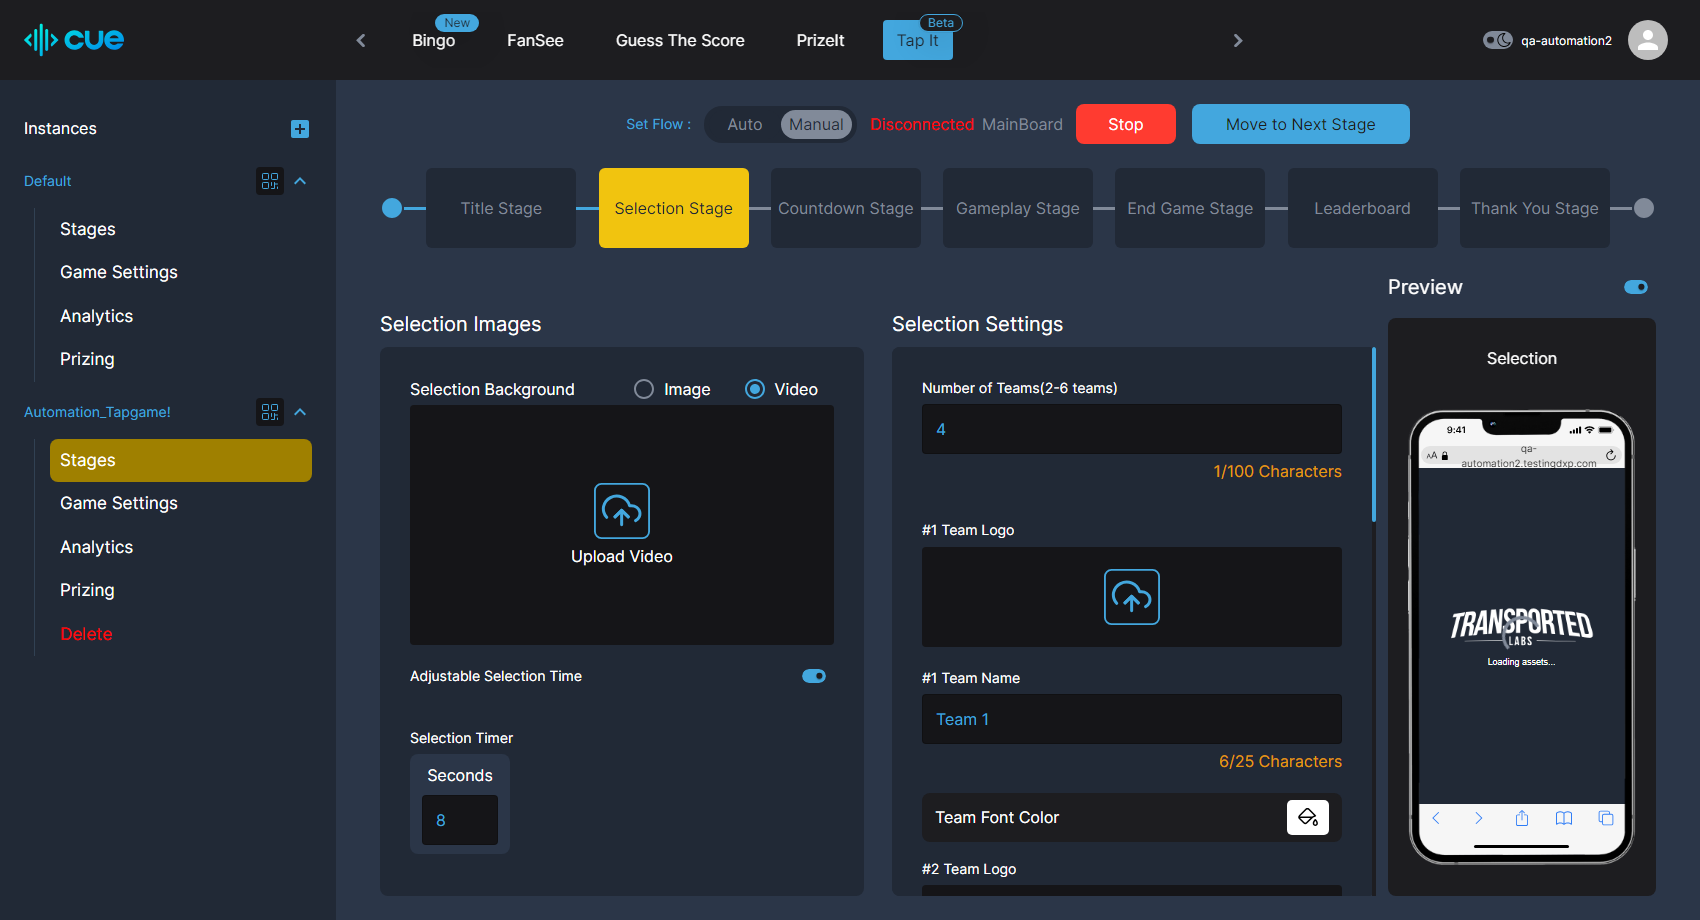 cue
Bingo
New
FanSee
Guess The Score
PrizeIt
Tap It
Beta
qa-automation2
Instances
Default
Stages
Game Settings
Analytics
Prizing
Automation_Tapgame!
Stages
Game Settings
Analytics
Prizing
Delete
Set Flow :
Auto
Manual
Disconnected MainBoard
Stop
Move to Next Stage
Title Stage
Selection Stage
Countdown Stage
Gameplay Stage
End Game Stage
Leaderboard
Thank You Stage
Selection Images
Selection Background
Image
Video
Upload Video
Adjustable Selection Time
Selection Timer
Seconds
8
Selection Settings
Number of Teams(2-6 teams)
4
1/100 Characters
#1 Team Logo
#1 Team Name
Team 1
6/25 Characters
Team Font Color
#2 Team Logo
Preview
Selection
9:41
AA
qa-
automation2.testingdxp.com
TRANSPORTED
LABS
Loading assets...